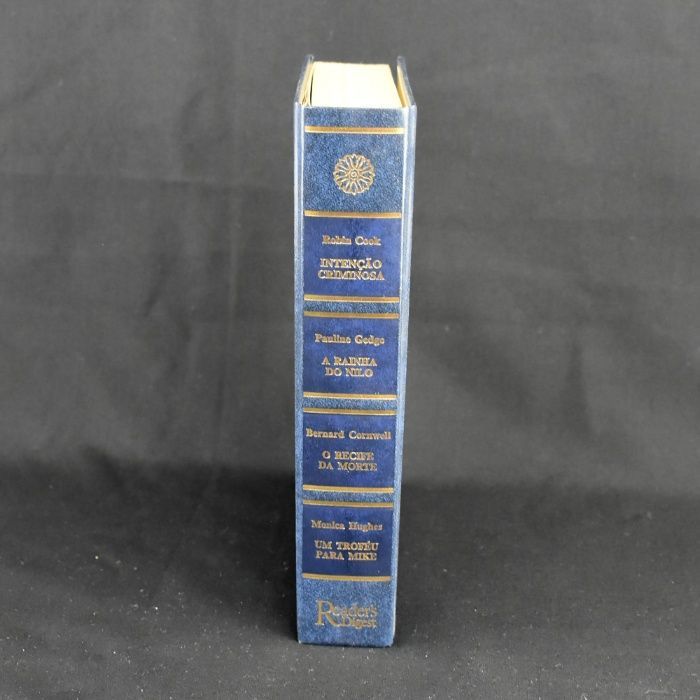 Robin Cook
INTENÇÃO
CRIMINOSA
Pauline Gedge
A RAINHA
DO NILO
Bernard Cornwell
O RECIFE
DA MORTE
Monica Hughes
UM TROFÉU
PARA MIKE
Reader's
Digest